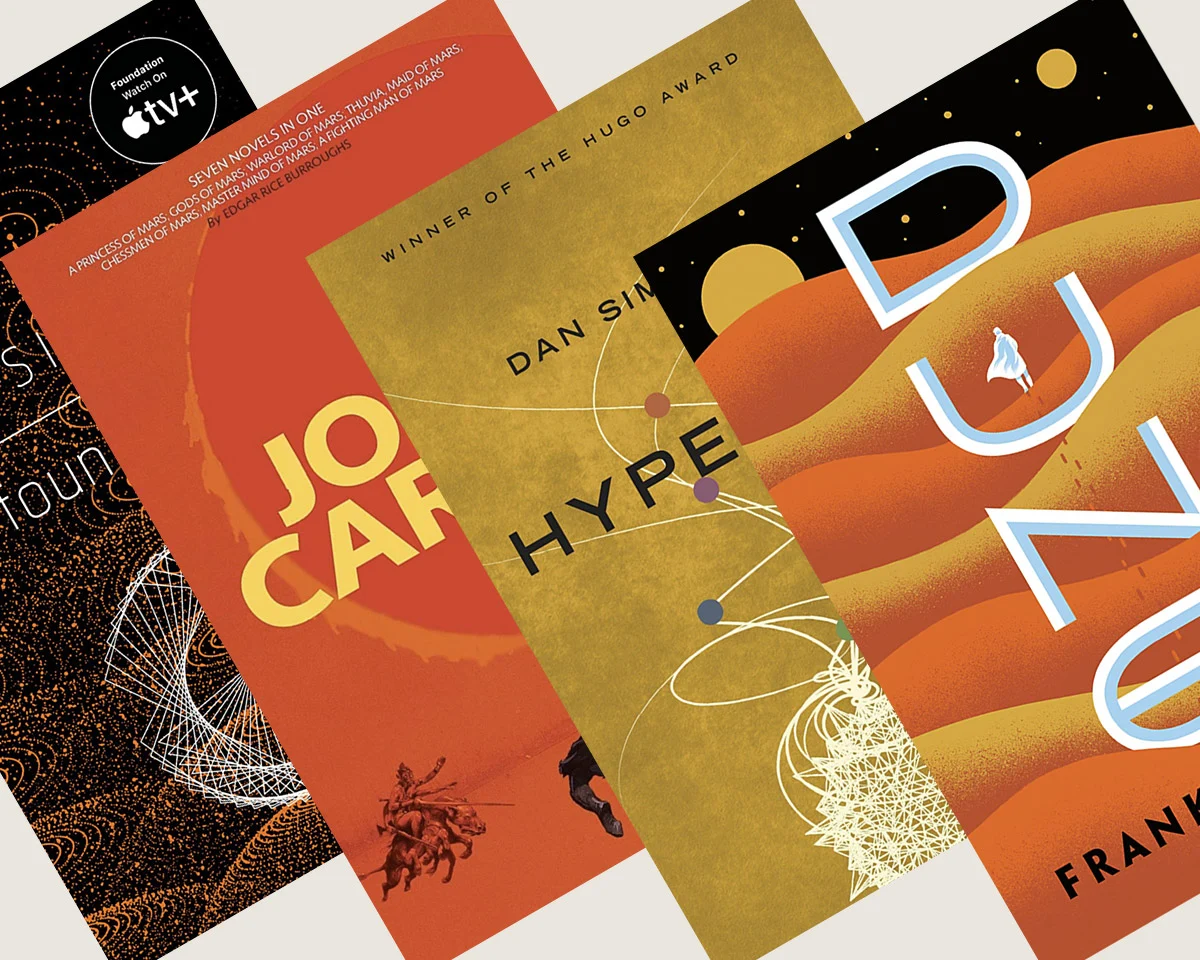 Foundation
Watch On
tv+
foun
SEVEN NOVELS IN ONE
A PRINCESS OF MARS; GODS OF MARS; WARLORD OF MARS; THUVIA, MAID OF MARS;
CHESSMEN OF MARS; MASTER MIND OF MARS; A FIGHTING MAN OF MARS
By EDGAR RICE BURROUGHS
JO
CAR
WINNER OF THE HUGO AWARD
DAN SIM
HYPE
DUNE
FRANK